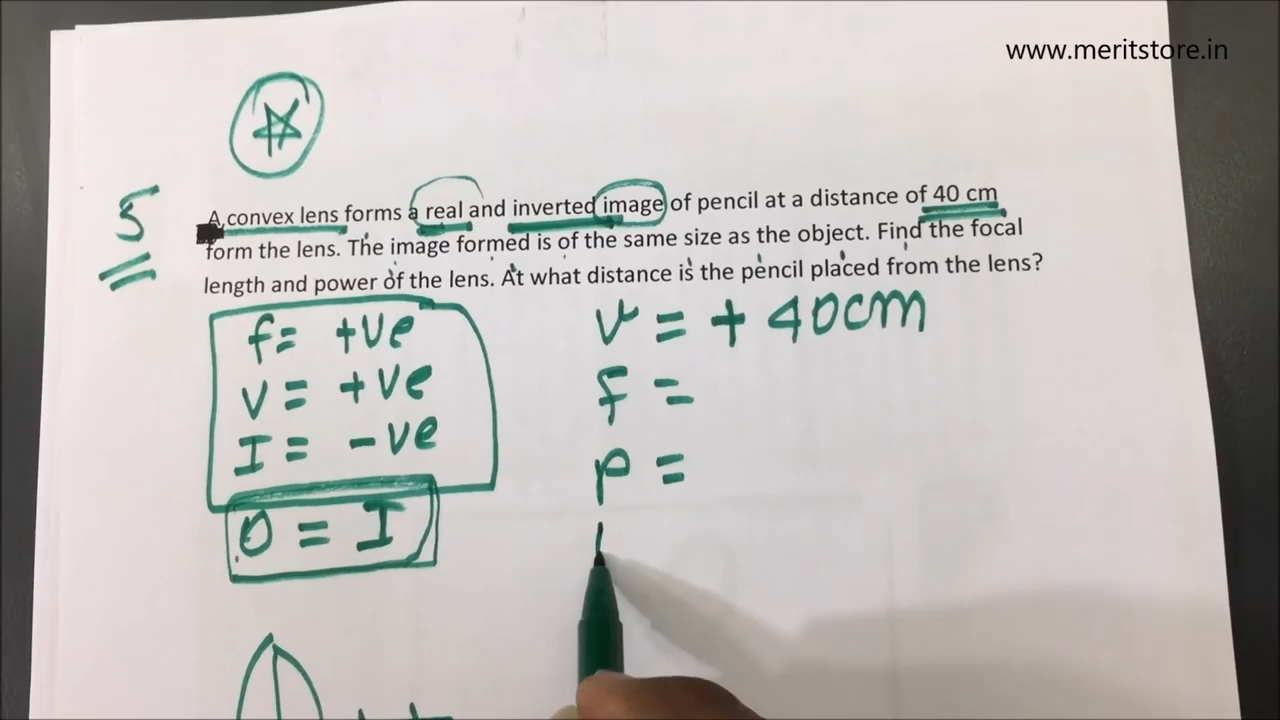 www.meritstore.in
5
A convex lens forms a real and inverted image of pencil at a distance of 40 cm
form the lens. The image formed is of the same size as the object. Find the focal
length and power of the lens. At what distance is the pencil placed from the lens?
f = +ve
v = +ve
I = -ve
O = I
v = + 40cm
f =
p =